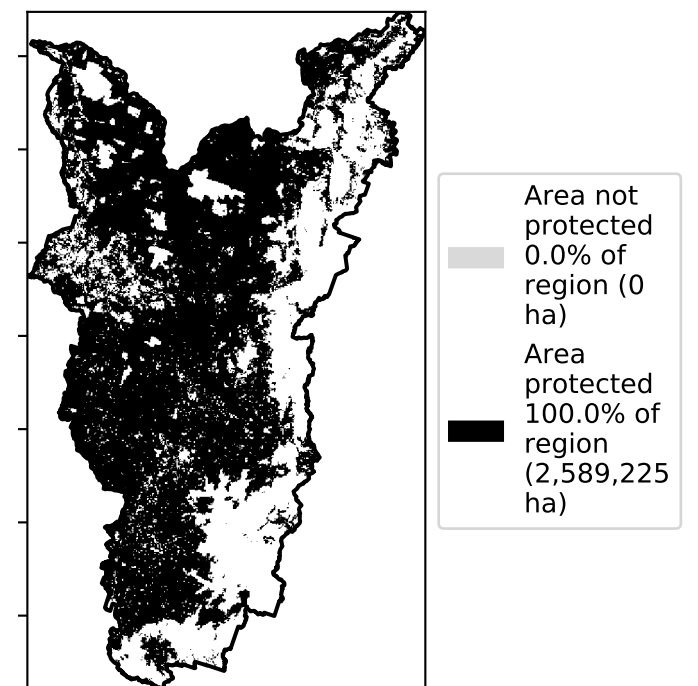 Area not
protected
0.0% of
region (0
ha)
Area
protected
100.0% of
region
(2,589,225
ha)